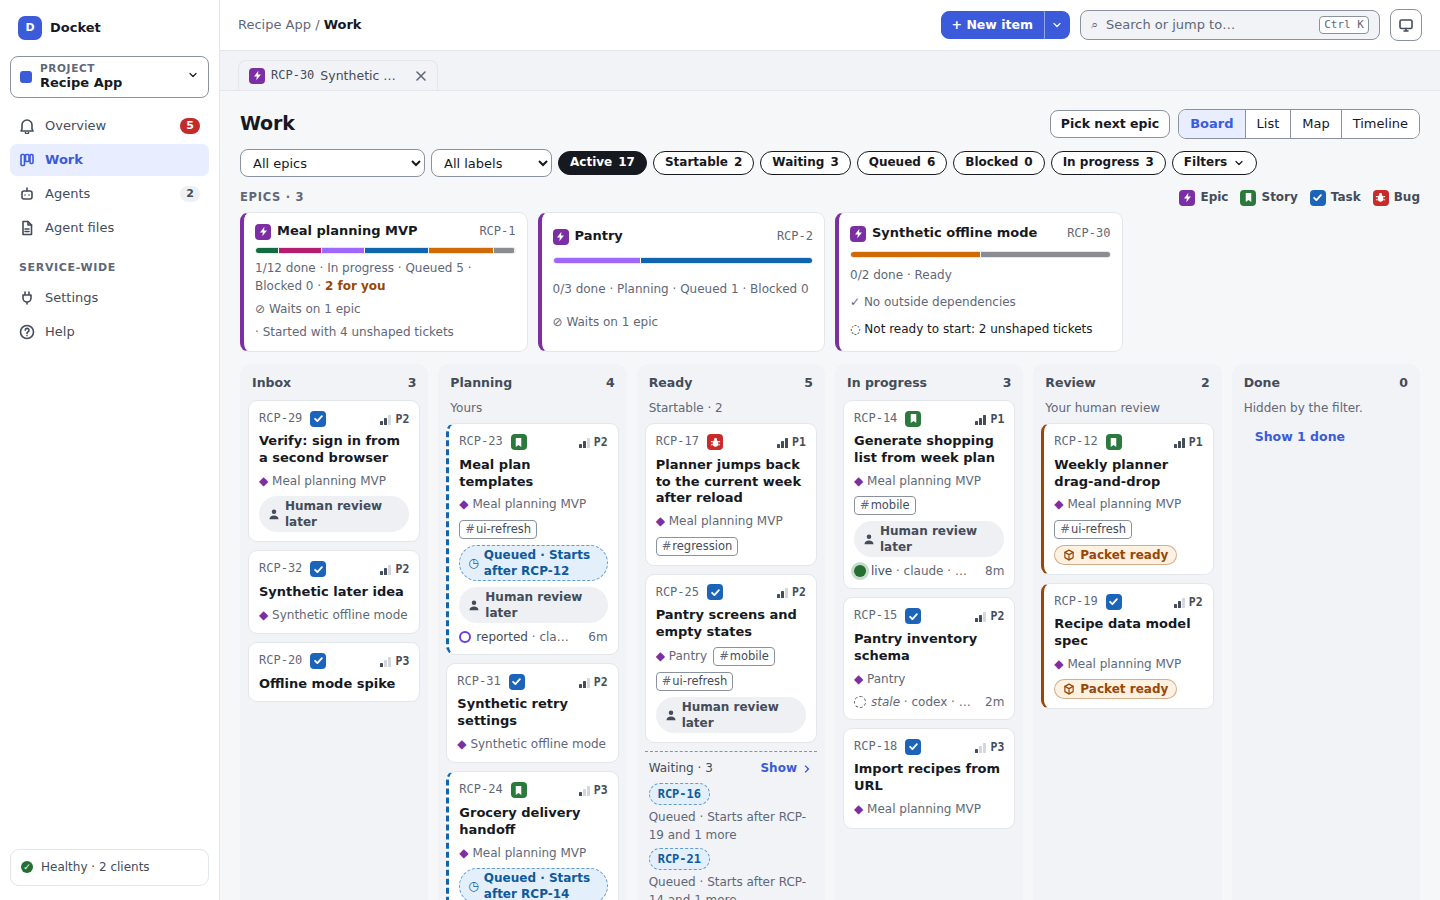 D Docket
PROJECT
Recipe App
Overview 5
Work
Agents 2
Agent files
SERVICE-WIDE
Settings
Help
Healthy · 2 clients
Recipe App / Work
+ New item
Search or jump to… Ctrl K
RCP-30 Synthetic …
Work
Pick next epic
Board List Map Timeline
All epics
All labels
Active 17
Startable 2
Waiting 3
Queued 6
Blocked 0
In progress 3
Filters
EPICS · 3
Epic Story Task Bug
Meal planning MVP RCP-1
1/12 done · In progress · Queued 5 ·
Blocked 0 · 2 for you
Waits on 1 epic
· Started with 4 unshaped tickets
Pantry RCP-2
0/3 done · Planning · Queued 1 · Blocked 0
Waits on 1 epic
Synthetic offline mode RCP-30
0/2 done · Ready
✓ No outside dependencies
Not ready to start: 2 unshaped tickets
Inbox 3
RCP-29 P2
Verify: sign in from
a second browser
Meal planning MVP
Human review
later
RCP-32 P2
Synthetic later idea
Synthetic offline mode
RCP-20 P3
Offline mode spike
Planning 4
Yours
RCP-23 P2
Meal plan
templates
Meal planning MVP
#ui-refresh
Queued · Starts
after RCP-12
Human review
later
reported · cla… 6m
RCP-31 P2
Synthetic retry
settings
Synthetic offline mode
RCP-24 P3
Grocery delivery
handoff
Meal planning MVP
Queued · Starts
after RCP-14
Ready 5
Startable · 2
RCP-17 P1
Planner jumps back
to the current week
after reload
Meal planning MVP
#regression
RCP-25 P2
Pantry screens and
empty states
Pantry #mobile
#ui-refresh
Human review
later
Waiting · 3 Show
RCP-16
Queued · Starts after RCP-
19 and 1 more
RCP-21
Queued · Starts after RCP-
14 and 1 more
In progress 3
RCP-14 P1
Generate shopping
list from week plan
Meal planning MVP
#mobile
Human review
later
live · claude · … 8m
RCP-15 P2
Pantry inventory
schema
Pantry
stale · codex · … 2m
RCP-18 P3
Import recipes from
URL
Meal planning MVP
Review 2
Your human review
RCP-12 P1
Weekly planner
drag-and-drop
Meal planning MVP
#ui-refresh
Packet ready
RCP-19 P2
Recipe data model
spec
Meal planning MVP
Packet ready
Done 0
Hidden by the filter.
Show 1 done